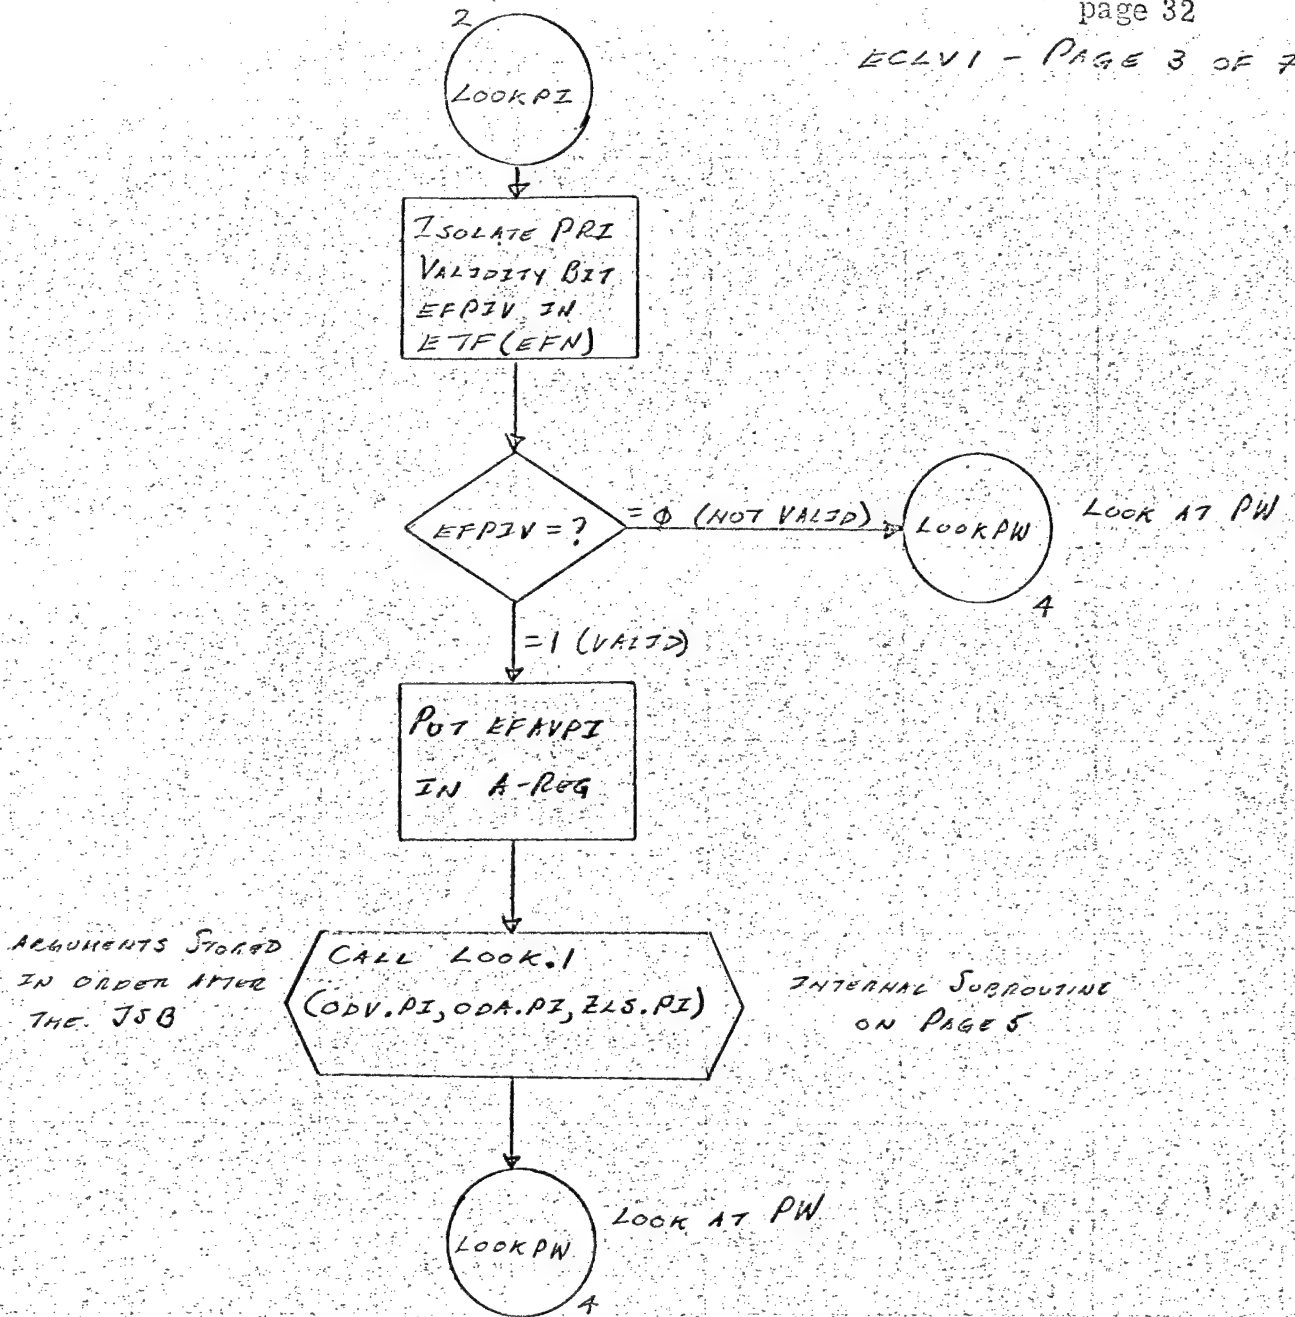 page 32
ECLV1 - PAGE 3 OF 7
2
LOOKPI
ISOLATE PRI
VALIDITY BIT
EFPIV IN
ETF(EFN)
EFPIV = ?
= φ (NOT VALID)
LOOKPW
LOOK AT PW
4
= 1 (VALID)
PUT EFAVPI
IN A-REG
ARGUMENTS STORED
IN ORDER AFTER
THE JSB
CALL LOOK.1
(ODV.PI, ODA.PI, ZLS.PI)
INTERNAL SUBROUTINE
ON PAGE 5
LOOKPW
LOOK AT PW
4